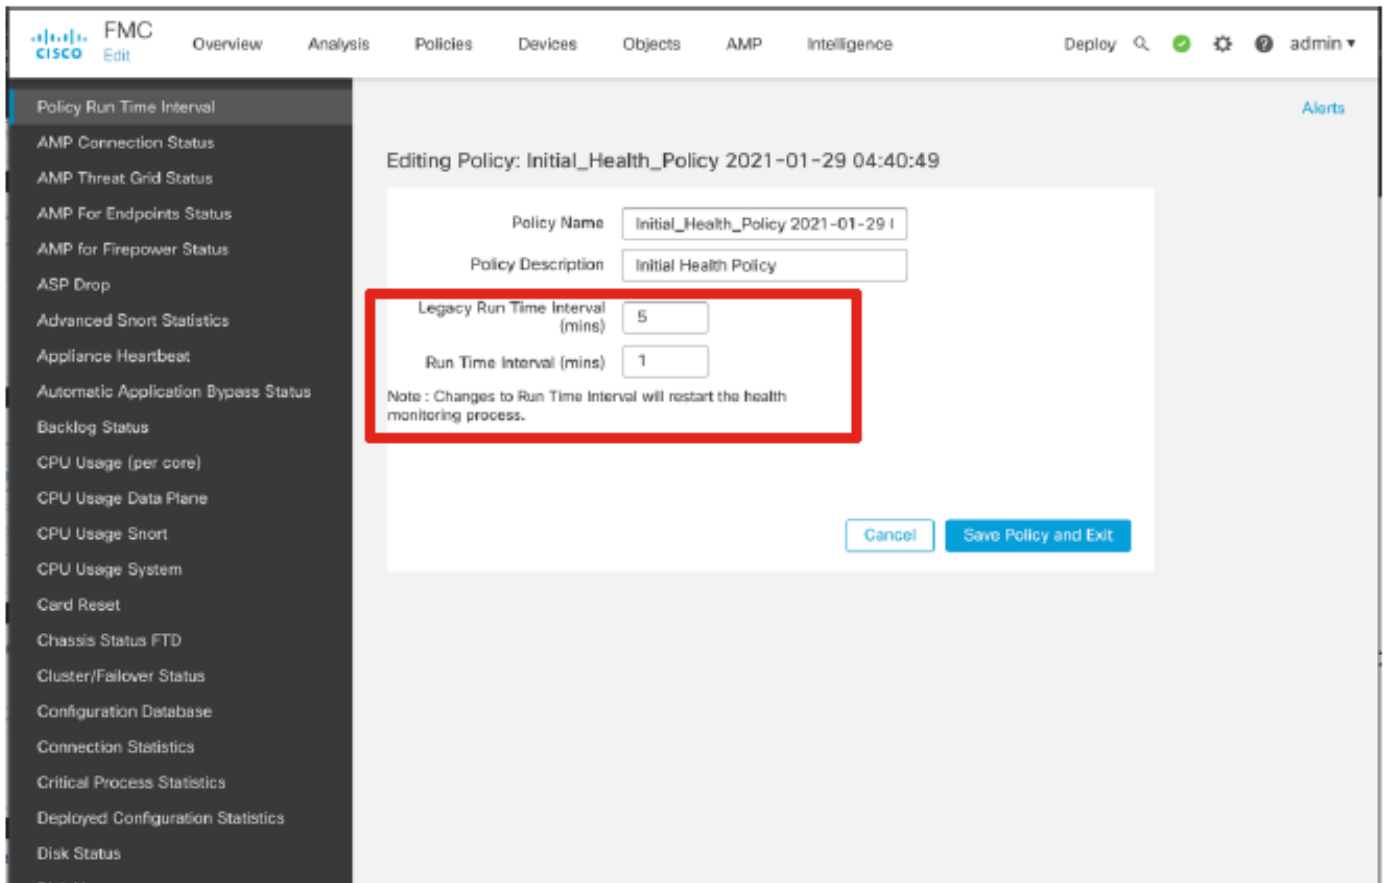 FMC
CISCO Edit Overview Analysis Policies Devices Objects AMP Intelligence Deploy admin ▾
Policy Run Time Interval
AMP Connection Status
AMP Threat Grid Status
AMP For Endpoints Status
AMP for Firepower Status
ASP Drop
Advanced Snort Statistics
Appliance Heartbeat
Automatic Application Bypass Status
Backlog Status
CPU Usage (per core)
CPU Usage Data Plane
CPU Usage Snort
CPU Usage System
Card Reset
Chassis Status FTD
Cluster/Failover Status
Configuration Database
Connection Statistics
Critical Process Statistics
Deployed Configuration Statistics
Disk Status
Alerts
Editing Policy: Initial_Health_Policy 2021-01-29 04:40:49
Policy Name Initial_Health_Policy 2021-01-29
Policy Description Initial Health Policy
Legacy Run Time Interval
(mins) 5
Run Time Interval (mins) 1
Note : Changes to Run Time Interval will restart the health
monitoring process.
Cancel Save Policy and Exit